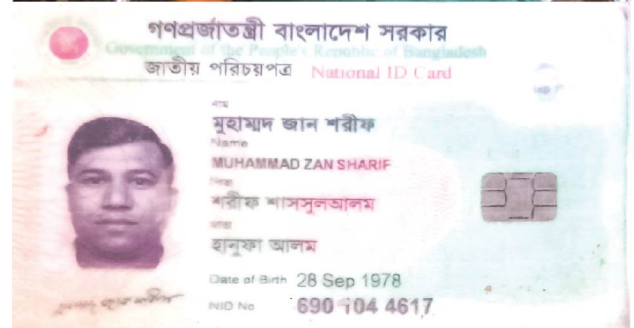 গণপ্রজাতন্ত্রী বাংলাদেশ সরকার
Government of the People's Republic of Bangladesh
জাতীয় পরিচয়পত্র National ID Card
নাম
মুহাম্মদ জান শরীফ
Name
MUHAMMAD ZAN SHARIF
পিতা
শরীফ শামসুলআলম
মাতা
হানুফা আলম
Date of Birth 28 Sep 1978
NID No 690 104 4617